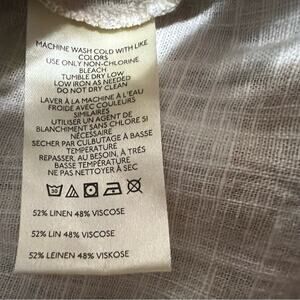 MACHINE WASH COLD WITH LIKE
COLORS
USE ONLY NON-CHLORINE
BLEACH
TUMBLE DRY LOW
LOW IRON AS NEEDED
DO NOT DRY CLEAN
LAVER À LA MACHINE À L'EAU
FROIDE AVEC COULEURS
SIMILAIRES
UTILISER UN AGENT DE
BLANCHIMENT SANS CHLORE SI
NÉCESSAIRE
SECHER PAR CULBUTAGE À BASSE
TEMPÉRATURE
REPASSER, AU BESOIN, À TRÈS
BASSE TEMPÉRATURE
NE PAS NETTOYER À SEC
52% LINEN 48% VISCOSE
52% LIN 48% VISCOSE
52% LEINEN 48% VISKOSE